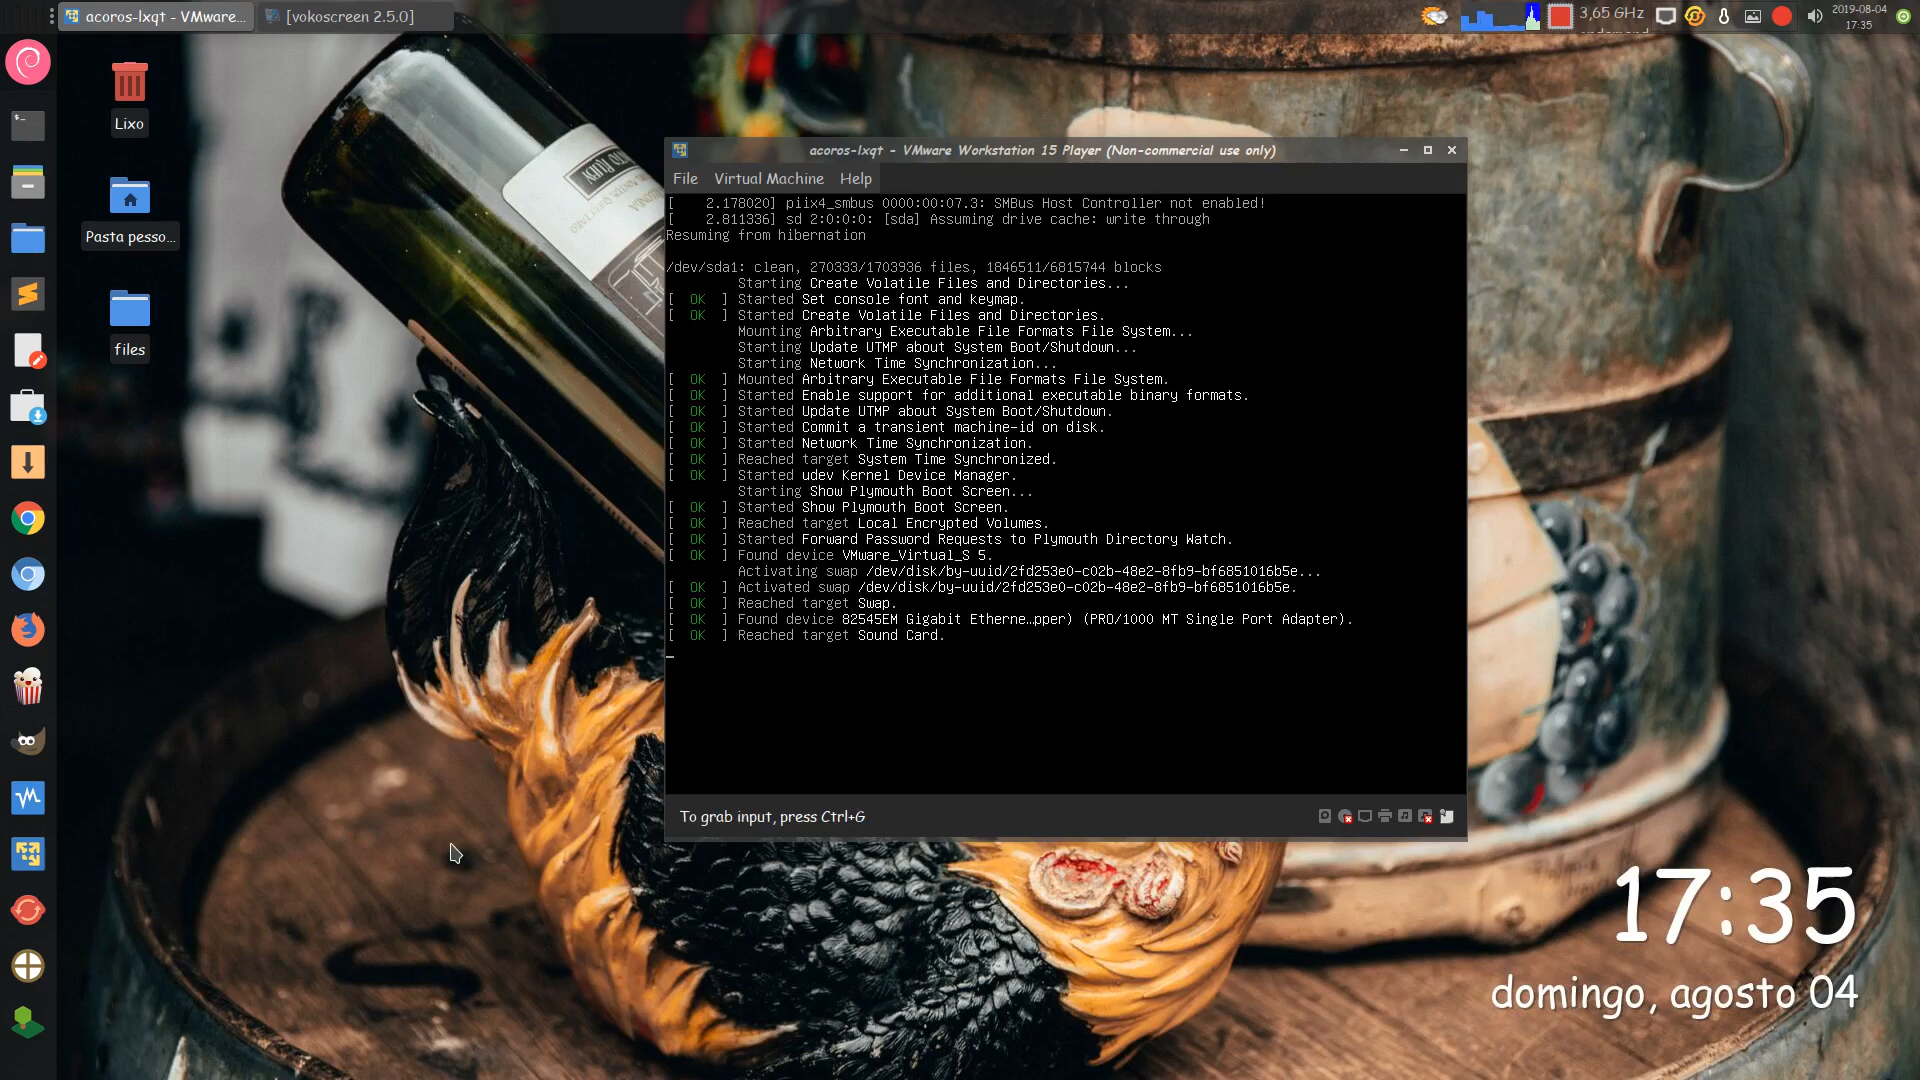 acoros-lxqt - VMware...
[vokoscreen 2.5.0]
3,65 GHz
2019-08-04
17:35
Lixo
Pasta pesso...
files
acoros-lxqt - VMware Workstation 15 Player (Non-commercial use only)
File Virtual Machine Help
[    2.178020] piix4_smbus 0000:00:07.3: SMBus Host Controller not enabled!
[    2.811336] sd 2:0:0:0: [sda] Assuming drive cache: write through
Resuming from hibernation
/dev/sda1: clean, 270333/1703936 files, 1846511/6815744 blocks
Starting Create Volatile Files and Directories...
[  OK  ] Started Set console font and keymap.
[  OK  ] Started Create Volatile Files and Directories.
Mounting Arbitrary Executable File Formats File System...
Starting Update UTMP about System Boot/Shutdown...
Starting Network Time Synchronization...
[  OK  ] Mounted Arbitrary Executable File Formats File System.
[  OK  ] Started Enable support for additional executable binary formats.
[  OK  ] Started Update UTMP about System Boot/Shutdown.
[  OK  ] Started Commit a transient machine-id on disk.
[  OK  ] Started Network Time Synchronization.
[  OK  ] Reached target System Time Synchronized.
[  OK  ] Started udev Kernel Device Manager.
Starting Show Plymouth Boot Screen...
[  OK  ] Started Show Plymouth Boot Screen.
[  OK  ] Reached target Local Encrypted Volumes.
[  OK  ] Started Forward Password Requests to Plymouth Directory Watch.
[  OK  ] Found device VMware_Virtual_S 5.
Activating swap /dev/disk/by-uuid/2fd253e0-c02b-48e2-8fb9-bf6851016b5e...
[  OK  ] Activated swap /dev/disk/by-uuid/2fd253e0-c02b-48e2-8fb9-bf6851016b5e.
[  OK  ] Reached target Swap.
[  OK  ] Found device 82545EM Gigabit Etherne…pper) (PRO/1000 MT Single Port Adapter).
[  OK  ] Reached target Sound Card.
To grab input, press Ctrl+G
17:35
domingo, agosto 04